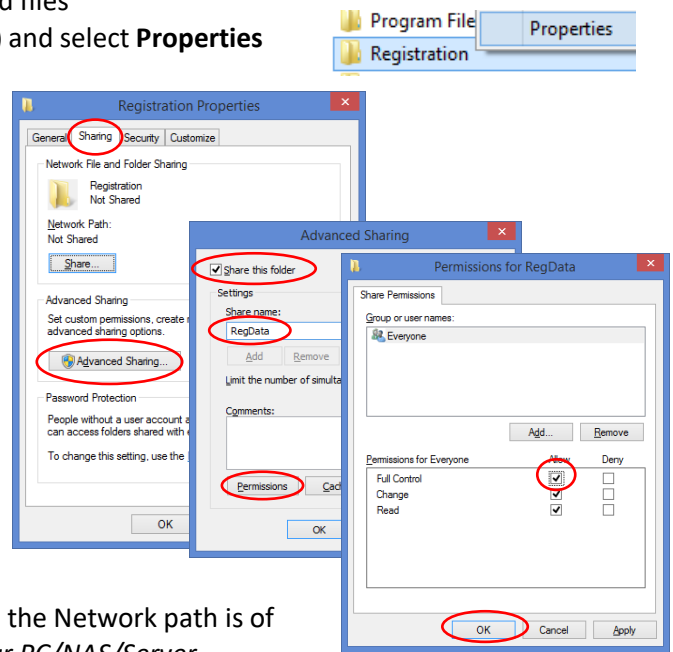 d files
) and select Properties
Program File
Properties
Registration
Registration Properties
General Sharing Security Customize
Network File and Folder Sharing
Registration
Not Shared
Network Path:
Not Shared
Share...
Advanced Sharing
Set custom permissions, create
advanced sharing options.
Advanced Sharing...
Password Protection
People without a user account a
can access folders shared with
To change this setting, use the
OK
Advanced Sharing
Share this folder
Settings
Share name:
RegData
Add Remove
Limit the number of simulta
Comments:
Permissions Cach
OK
Permissions for RegData
Share Permissions
Group or user names:
Everyone
Add... Remove
Permissions for Everyone Allow Deny
Full Control
Change
Read
OK Cancel Apply
the Network path is of
PC/NAS/Server